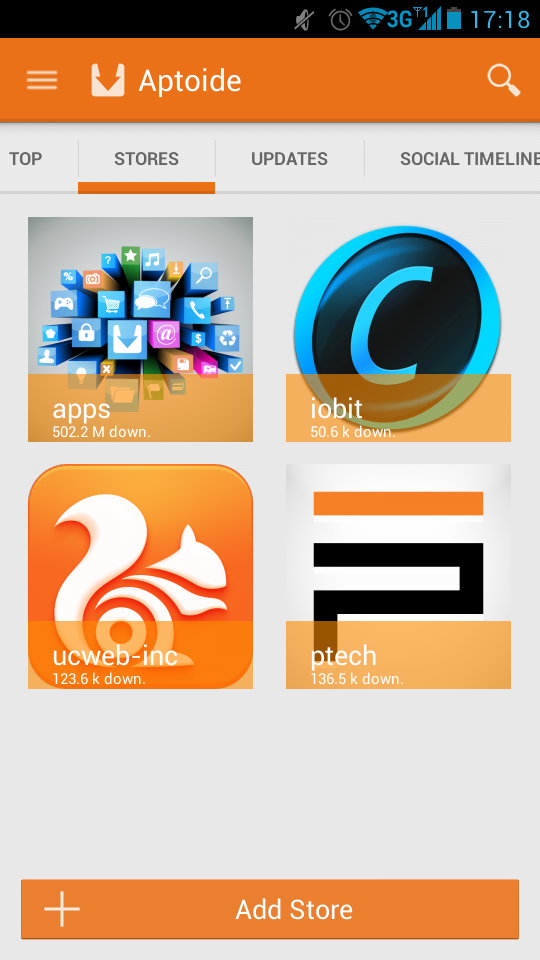 3G 1 17:18
Aptoide
TOP STORES UPDATES SOCIAL TIMELINE
apps
502.2 M down.
iobit
50.6 k down.
ucweb-inc
123.6 k down.
ptech
136.5 k down.
Add Store